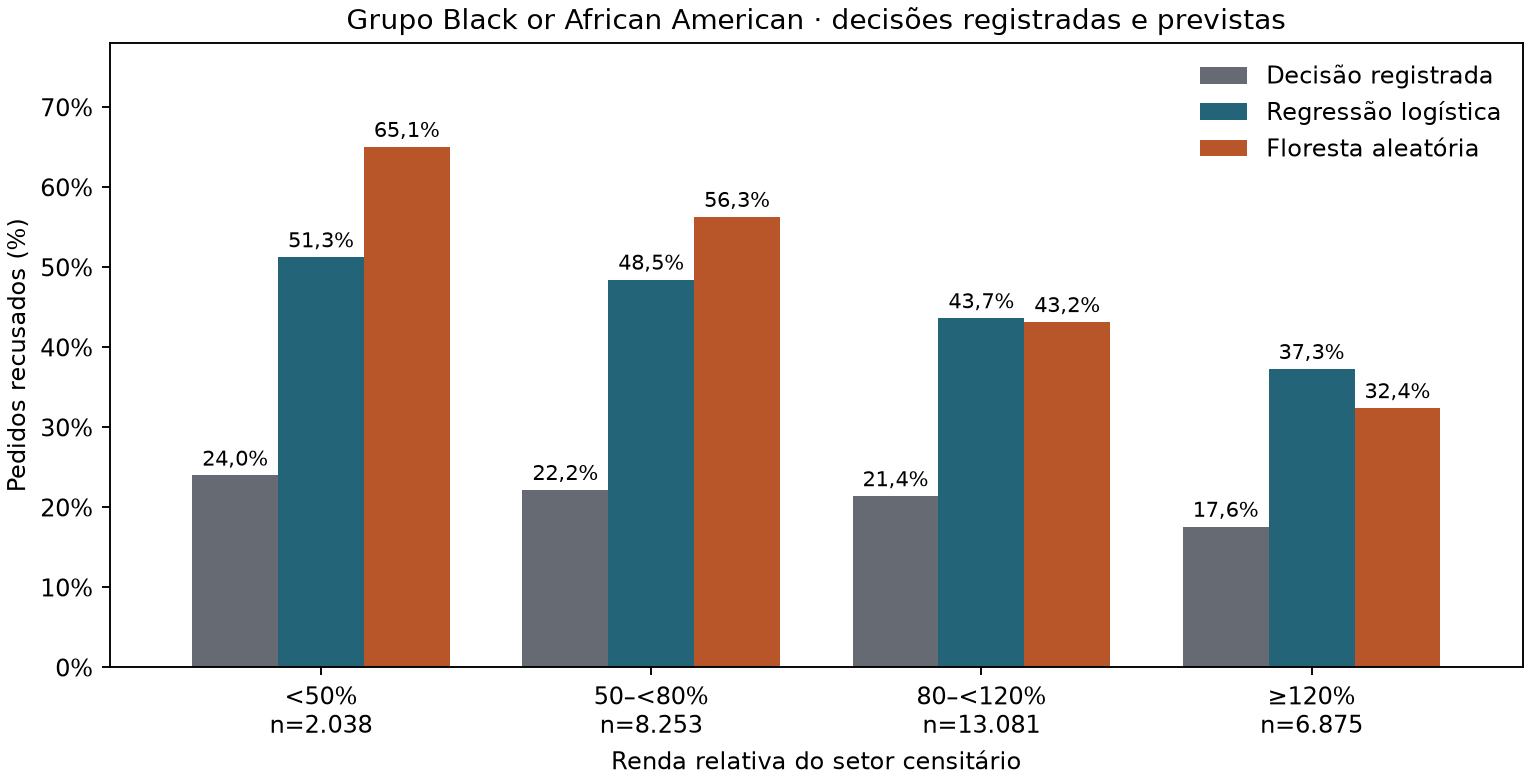 Grupo Black or African American · decisões registradas e previstas
Decisão registrada
Regressão logística
Floresta aleatória
Pedidos recusados (%)
70%
60%
50%
40%
30%
20%
10%
0%
24,0%
51,3%
65,1%
22,2%
48,5%
56,3%
21,4%
43,7%
43,2%
17,6%
37,3%
32,4%
<50%
n=2.038
50–<80%
n=8.253
80–<120%
n=13.081
≥120%
n=6.875
Renda relativa do setor censitário